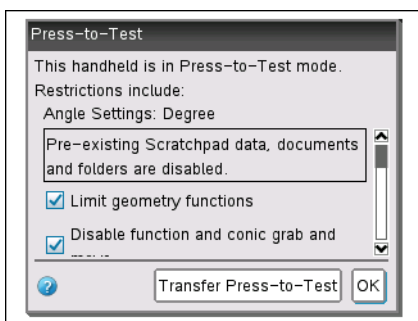 Press-to-Test
This handheld is in Press-to-Test mode.
Restrictions include:
Angle Settings: Degree
Pre-existing Scratchpad data, documents
and folders are disabled.
Limit geometry functions
Disable function and conic grab and
Transfer Press-to-Test OK